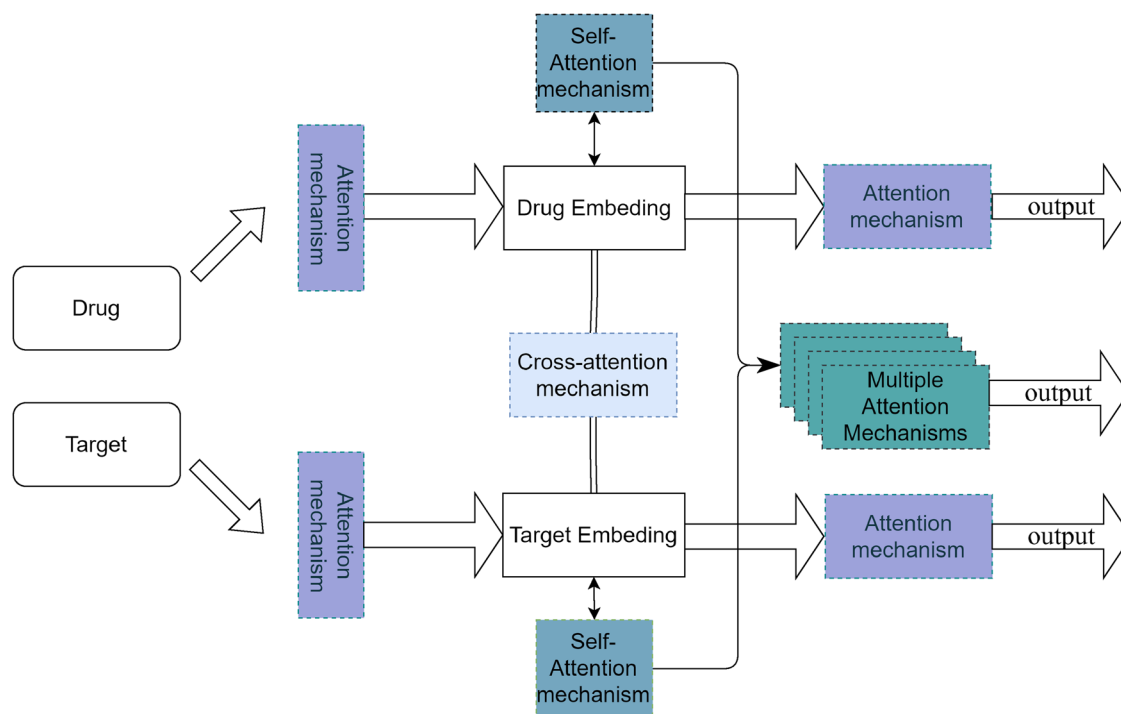 Self-
Attention
mechanism
Attention
mechanism
Drug Embeding
Attention
mechanism
output
Drug
Cross-attention
mechanism
Multiple
Attention
Mechanisms
output
Target
Attention
mechanism
Target Embeding
Attention
mechanism
output
Self-
Attention
mechanism